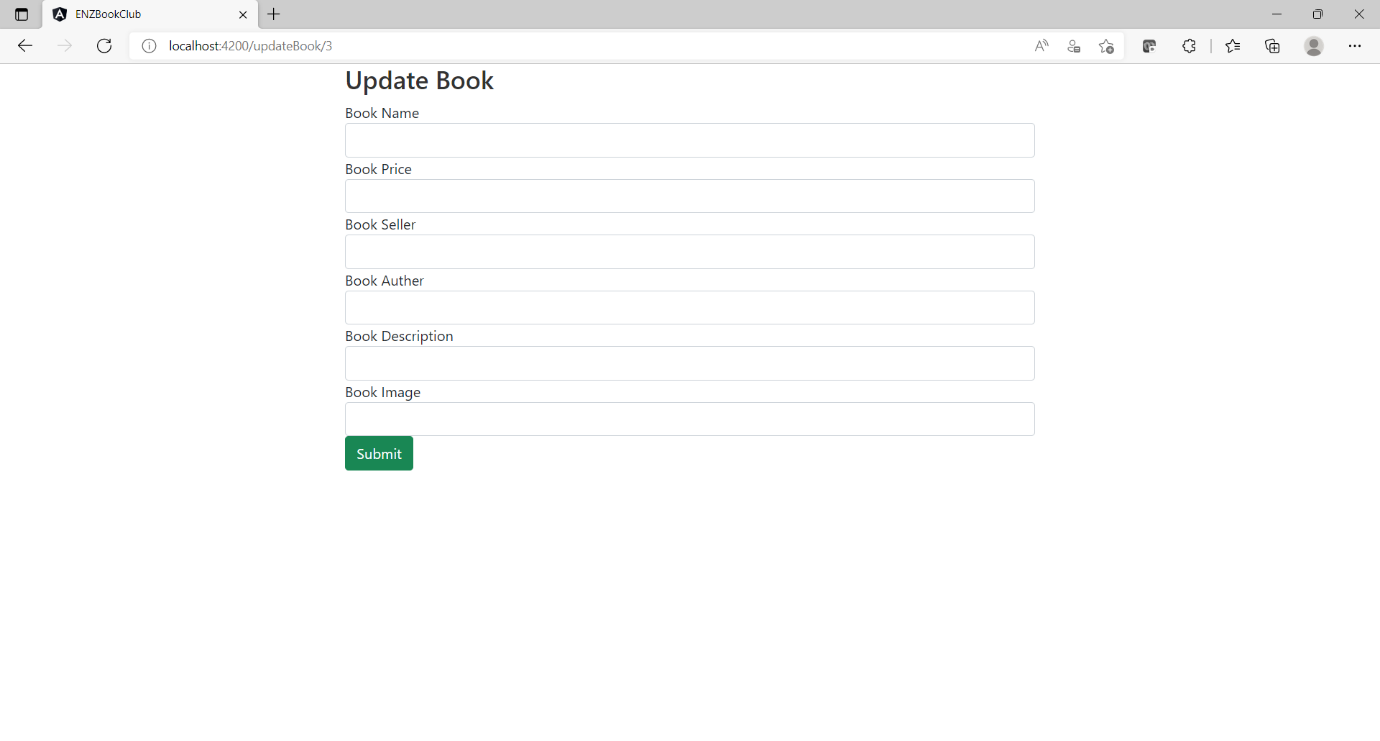 ENZBookClub
localhost:4200/updateBook/3
Update Book
Book Name
Book Price
Book Seller
Book Auther
Book Description
Book Image
Submit